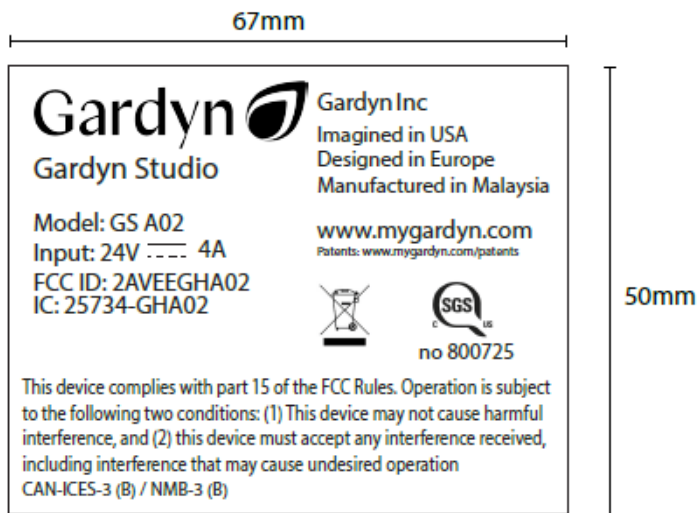 67mm
Gardyn
Gardyn Studio
Model: GS A02
Input: 24V 4A
FCC ID: 2AVEEGHA02
IC: 25734-GHA02
Gardyn Inc
Imagined in USA
Designed in Europe
Manufactured in Malaysia
www.mygardyn.com
Patents: www.mygardyn.com/patents
SGS
C US
no 800725
50mm
This device complies with part 15 of the FCC Rules. Operation is subject
to the following two conditions: (1) This device may not cause harmful
interference, and (2) this device must accept any interference received,
including interference that may cause undesired operation
CAN-ICES-3 (B) / NMB-3 (B)